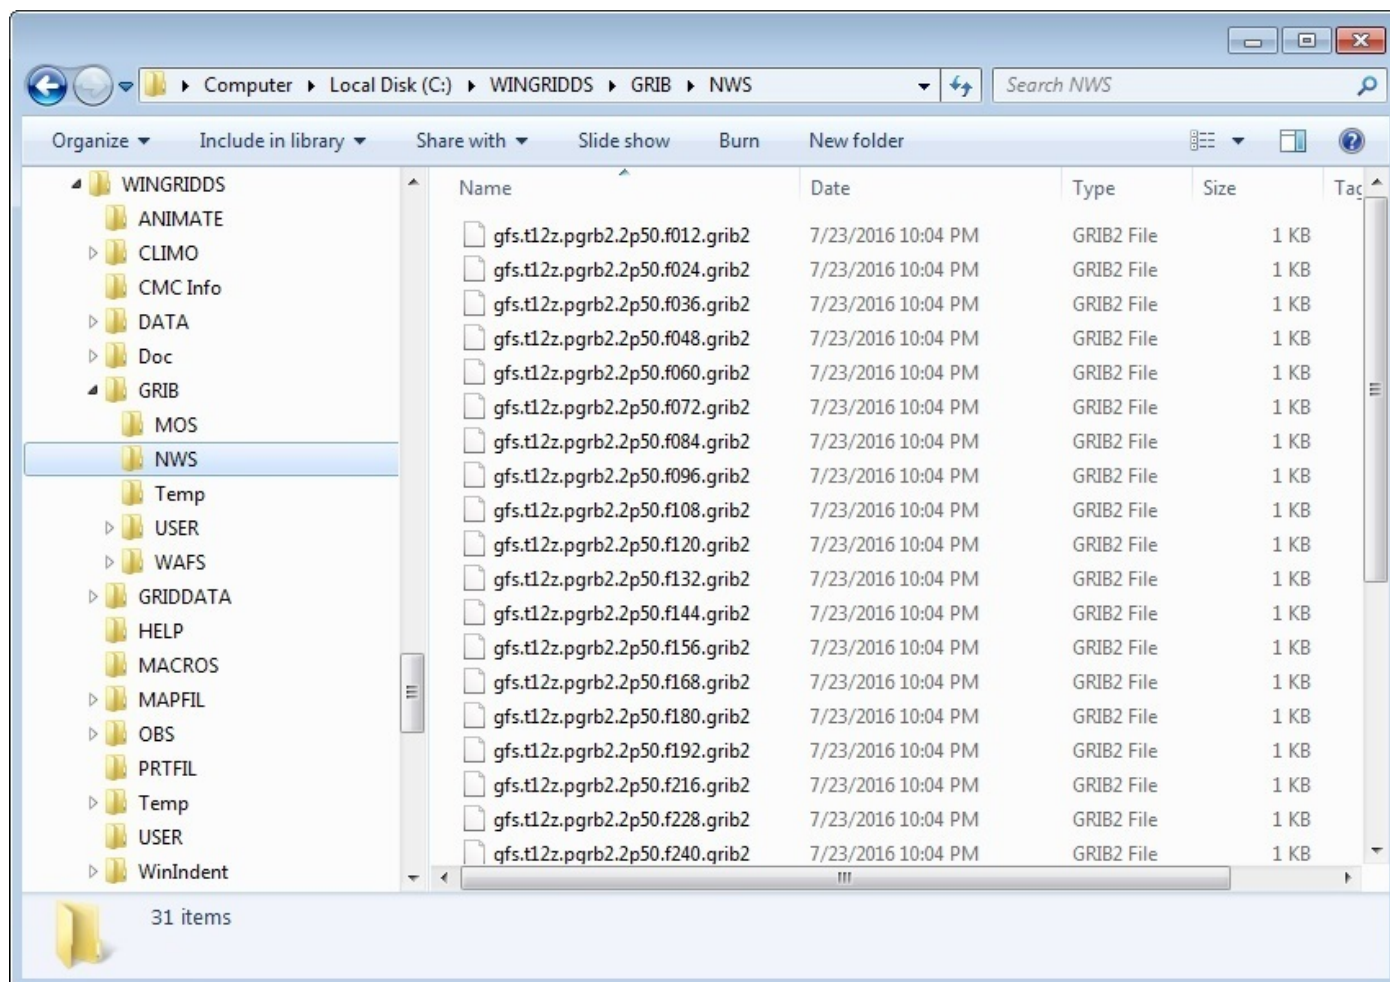 Computer ▸ Local Disk (C:) ▸ WINGRIDDS ▸ GRIB ▸ NWS
Search NWS
Organize Include in library Share with Slide show Burn New folder
WINGRIDDS
ANIMATE
CLIMO
CMC Info
DATA
Doc
GRIB
MOS
NWS
Temp
USER
WAFS
GRIDDATA
HELP
MACROS
MAPFIL
OBS
PRTFIL
Temp
USER
WinIndent
Name Date Type Size
gfs.t12z.pgrb2.2p50.f012.grib2 7/23/2016 10:04 PM GRIB2 File 1 KB
gfs.t12z.pgrb2.2p50.f024.grib2 7/23/2016 10:04 PM GRIB2 File 1 KB
gfs.t12z.pgrb2.2p50.f036.grib2 7/23/2016 10:04 PM GRIB2 File 1 KB
gfs.t12z.pgrb2.2p50.f048.grib2 7/23/2016 10:04 PM GRIB2 File 1 KB
gfs.t12z.pgrb2.2p50.f060.grib2 7/23/2016 10:04 PM GRIB2 File 1 KB
gfs.t12z.pgrb2.2p50.f072.grib2 7/23/2016 10:04 PM GRIB2 File 1 KB
gfs.t12z.pgrb2.2p50.f084.grib2 7/23/2016 10:04 PM GRIB2 File 1 KB
gfs.t12z.pgrb2.2p50.f096.grib2 7/23/2016 10:04 PM GRIB2 File 1 KB
gfs.t12z.pgrb2.2p50.f108.grib2 7/23/2016 10:04 PM GRIB2 File 1 KB
gfs.t12z.pgrb2.2p50.f120.grib2 7/23/2016 10:04 PM GRIB2 File 1 KB
gfs.t12z.pgrb2.2p50.f132.grib2 7/23/2016 10:04 PM GRIB2 File 1 KB
gfs.t12z.pgrb2.2p50.f144.grib2 7/23/2016 10:04 PM GRIB2 File 1 KB
gfs.t12z.pgrb2.2p50.f156.grib2 7/23/2016 10:04 PM GRIB2 File 1 KB
gfs.t12z.pgrb2.2p50.f168.grib2 7/23/2016 10:04 PM GRIB2 File 1 KB
gfs.t12z.pgrb2.2p50.f180.grib2 7/23/2016 10:04 PM GRIB2 File 1 KB
gfs.t12z.pgrb2.2p50.f192.grib2 7/23/2016 10:04 PM GRIB2 File 1 KB
gfs.t12z.pgrb2.2p50.f216.grib2 7/23/2016 10:04 PM GRIB2 File 1 KB
gfs.t12z.pgrb2.2p50.f228.grib2 7/23/2016 10:04 PM GRIB2 File 1 KB
gfs.t12z.pgrb2.2p50.f240.grib2 7/23/2016 10:04 PM GRIB2 File 1 KB
31 items